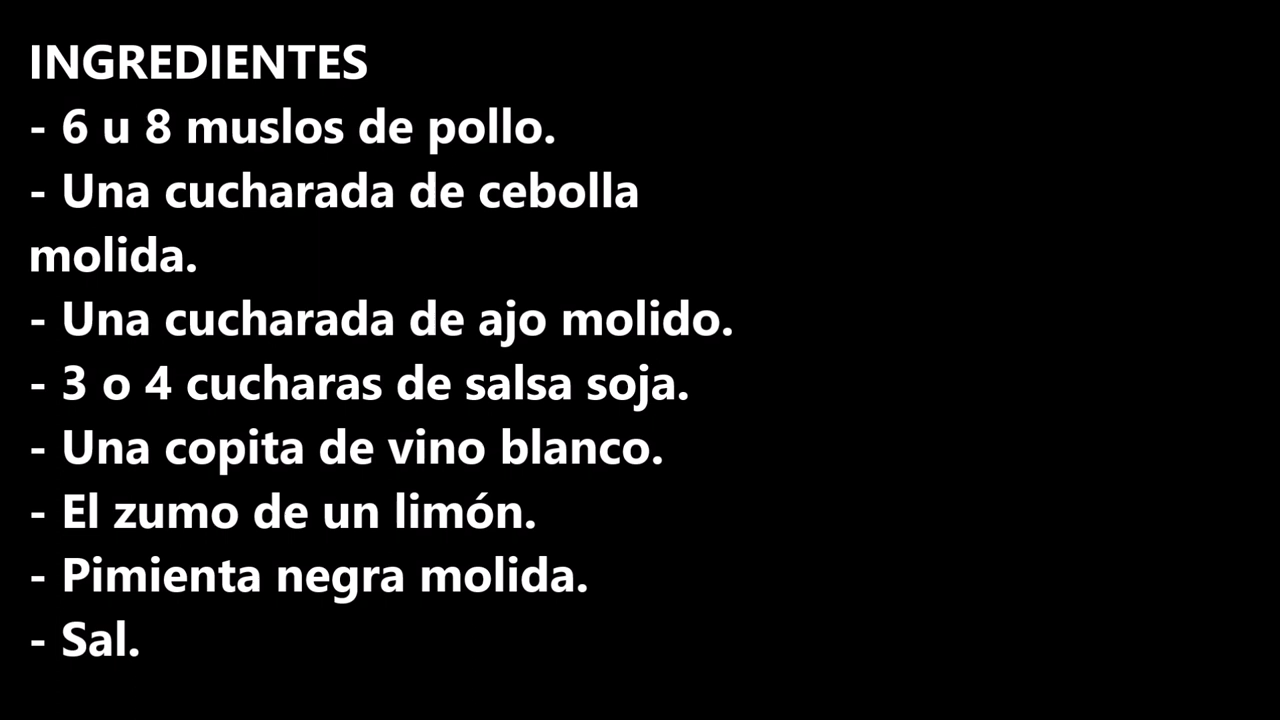 INGREDIENTES
- 6 u 8 muslos de pollo.
- Una cucharada de cebolla
molida.
- Una cucharada de ajo molido.
- 3 o 4 cucharas de salsa soja.
- Una copita de vino blanco.
- El zumo de un limón.
- Pimienta negra molida.
- Sal.